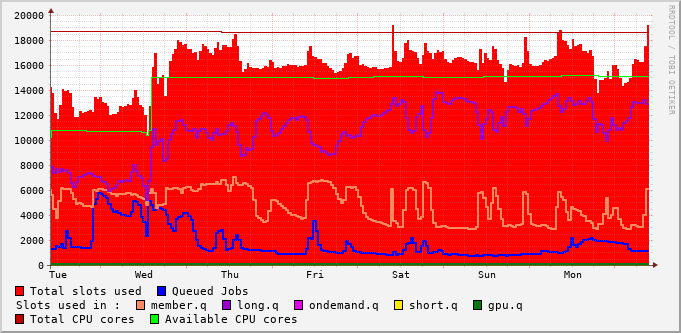 20000
18000
16000
14000
12000
10000
8000
6000
4000
2000
0
Tue Wed Thu Fri Sat Sun Mon
RRDTOOL / TOBI OETIKER
Total slots used Queued Jobs
Slots used in : member.q long.q ondemand.q short.q gpu.q
Total CPU cores Available CPU cores